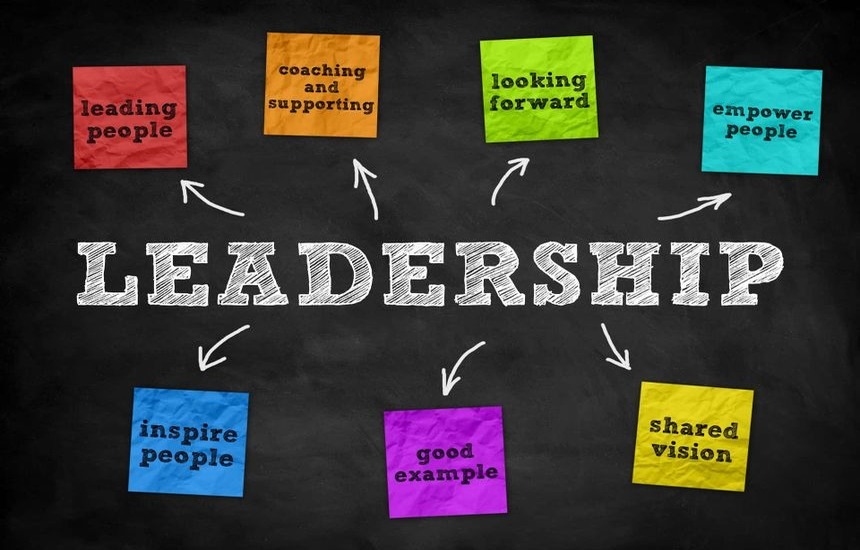 leading
people
coaching
and
supporting
looking
forward
empower
people
LEADERSHIP
inspire
people
good
example
shared
vision